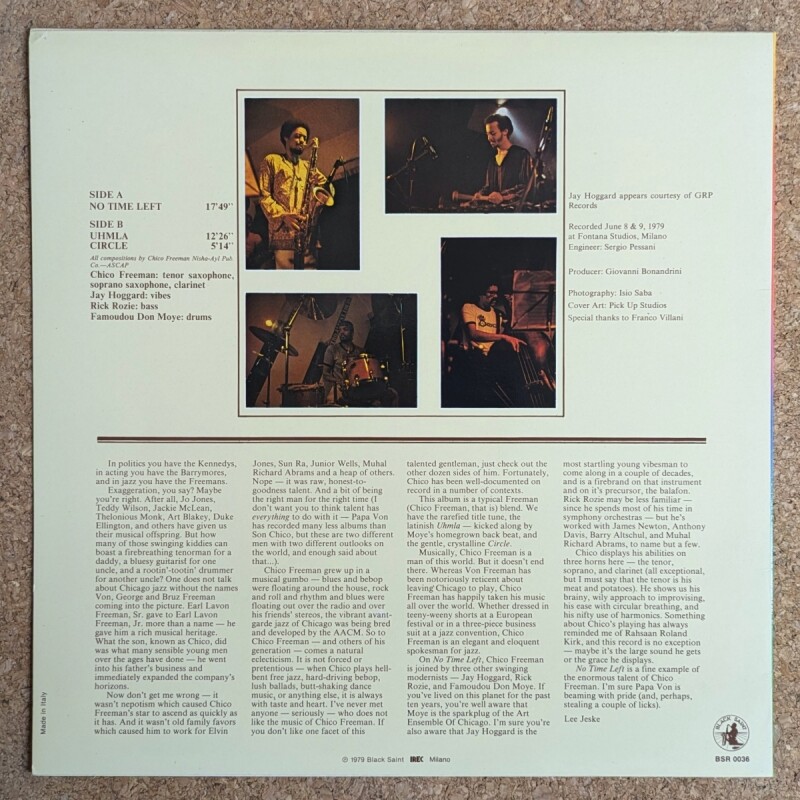 SIDE A
NO TIME LEFT 17'49"
SIDE B
UHMLA 12'26"
CIRCLE 5'14"
All compositions by Chico Freeman Nisha-Ayl Pub.
Co.—ASCAP
Chico Freeman: tenor saxophone,
soprano saxophone, clarinet
Jay Hoggard: vibes
Rick Rozie: bass
Famoudou Don Moye: drums
Jay Hoggard appears courtesy of GRP
Records
Recorded June 8 & 9, 1979
at Fontana Studios, Milano
Engineer: Sergio Pessani
Producer: Giovanni Bonandrini
Photography: Isio Saba
Cover Art: Pick Up Studios
Special thanks to Franco Villani
In politics you have the Kennedys,
in acting you have the Barrymores,
and in jazz you have the Freemans.
Exaggeration, you say? Maybe
you're right. After all, Jo Jones,
Teddy Wilson, Jackie McLean,
Thelonious Monk, Art Blakey, Duke
Ellington, and others have given us
their musical offspring. But how
many of those swinging kiddies can
boast a firebreathing tenorman for a
daddy, a bluesy guitarist for one
uncle, and a rootin'-tootin' drummer
for another uncle? One does not talk
about Chicago jazz without the names
Von, George and Bruz Freeman
coming into the picture. Earl Lavon
Freeman, Sr. gave to Earl Lavon
Freeman, Jr. more than a name — he
gave him a rich musical heritage.
What the son, known as Chico, did
was what many sensible young men
over the ages have done — he went
into his father's business and
immediately expanded the company's
horizons.
Now don't get me wrong — it
wasn't nepotism which caused Chico
Freeman's star to ascend as quickly as
it has. And it wasn't old family favors
which caused him to work for Elvin
Jones, Sun Ra, Junior Wells, Muhal
Richard Abrams and a heap of others.
Nope — it was raw, honest-to-
goodness talent. And a bit of being
the right man for the right time (I
don't want you to think talent has
everything to do with it — Papa Von
has recorded many less albums than
Son Chico, but these are two different
men with two different outlooks on
the world, and enough said about
that...).
Chico Freeman grew up in a
musical gumbo — blues and bebop
were floating around the house, rock
and roll and rhythm and blues were
floating out over the radio and over
his friends' stereos, the vibrant avant-
garde jazz of Chicago was being bred
and developed by the AACM. So to
Chico Freeman — and others of his
generation — comes a natural
eclecticism. It is not forced or
pretentious — when Chico plays hell-
bent free jazz, hard-driving bebop,
lush ballads, butt-shaking dance
music, or anything else, it is always
with taste and heart. I've never met
anyone — seriously — who does not
like the music of Chico Freeman. If
you don't like one facet of this
talented gentleman, just check out the
other dozen sides of him. Fortunately,
Chico has been well-documented on
record in a number of contexts.
This album is a typical Freeman
(Chico Freeman, that is) blend. We
have the rarefied title tune, the
latinish Uhmla — kicked along by
Moye's homegrown back beat, and
the gentle, crystalline Circle.
Musically, Chico Freeman is a
man of this world. But it doesn't end
there. Whereas Von Freeman has
been notoriously reticent about
leaving Chicago to play, Chico
Freeman has happily taken his music
all over the world. Whether dressed in
teeny-weeny shorts at a European
festival or in a three-piece business
suit at a jazz convention, Chico
Freeman is an elegant and eloquent
spokesman for jazz.
On No Time Left, Chico Freeman
is joined by three other swinging
modernists — Jay Hoggard, Rick
Rozie, and Famoudou Don Moye. If
you've lived on this planet for the past
ten years, you're well aware that
Moye is the sparkplug of the Art
Ensemble Of Chicago. I'm sure you're
also aware that Jay Hoggard is the
most startling young vibesman to
come along in a couple of decades,
and is a firebrand on that instrument
and on it's precursor, the balafon.
Rick Rozie may be less familiar —
since he spends most of his time in
symphony orchestras — but he's
worked with James Newton, Anthony
Davis, Barry Altschul, and Muhal
Richard Abrams, to name but a few.
Chico displays his abilities on
three horns here — the tenor,
soprano, and clarinet (all exceptional,
but I must say that the tenor is his
meat and potatoes). He shows us his
brainy, wily approach to improvising,
his ease with circular breathing, and
his nifty use of harmonics. Something
about Chico's playing has always
reminded me of Rahsaan Roland
Kirk, and this record is no exception
— maybe it's the large sound he gets
or the grace he displays.
No Time Left is a fine example of
the enormous talent of Chico
Freeman. I'm sure Papa Von is
beaming with pride (and, perhaps,
stealing a couple of licks).
Lee Jeske
Made in Italy
℗ 1979 Black Saint IREC Milano
BLACK SAINT
BSR 0036